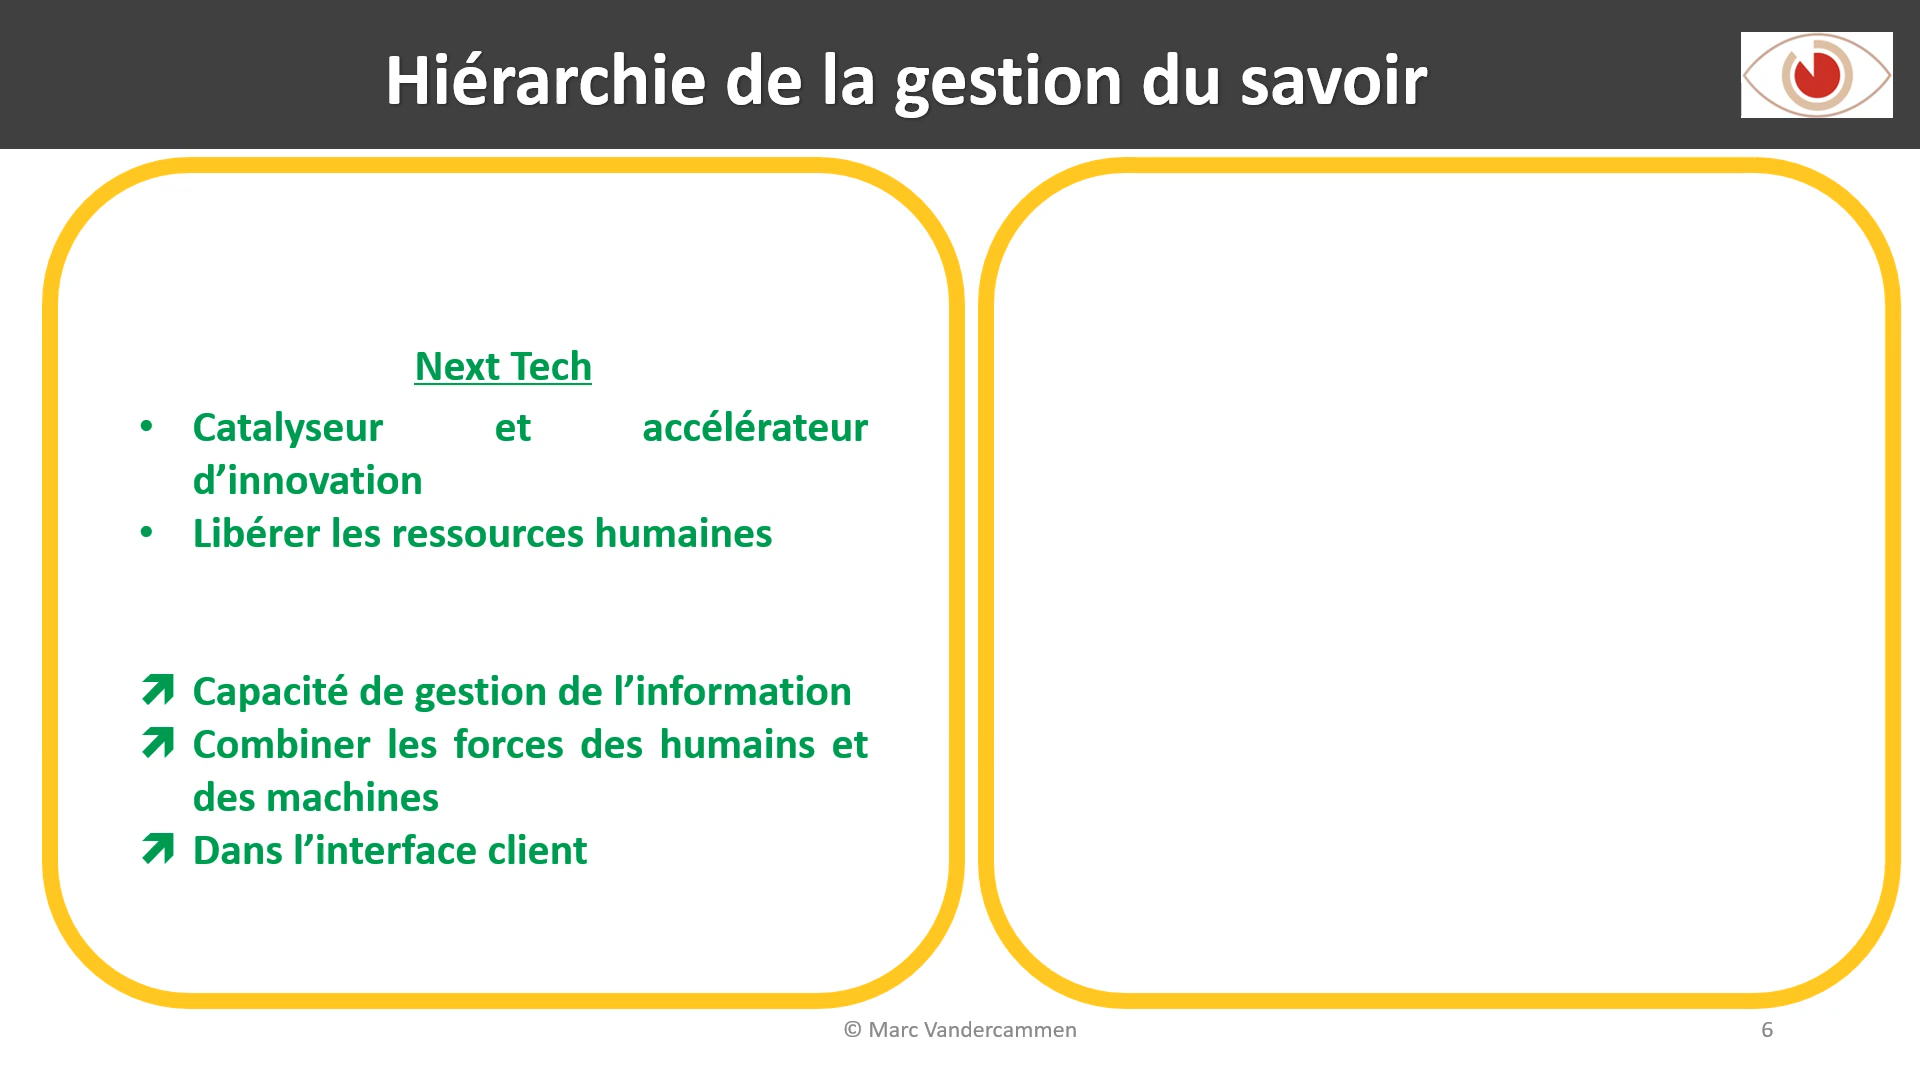 Hiérarchie de la gestion du savoir
Next Tech
• Catalyseur et accélérateur
d’innovation
• Libérer les ressources humaines
Capacité de gestion de l’information
Combiner les forces des humains et
des machines
Dans l’interface client
© Marc Vandercammen
6